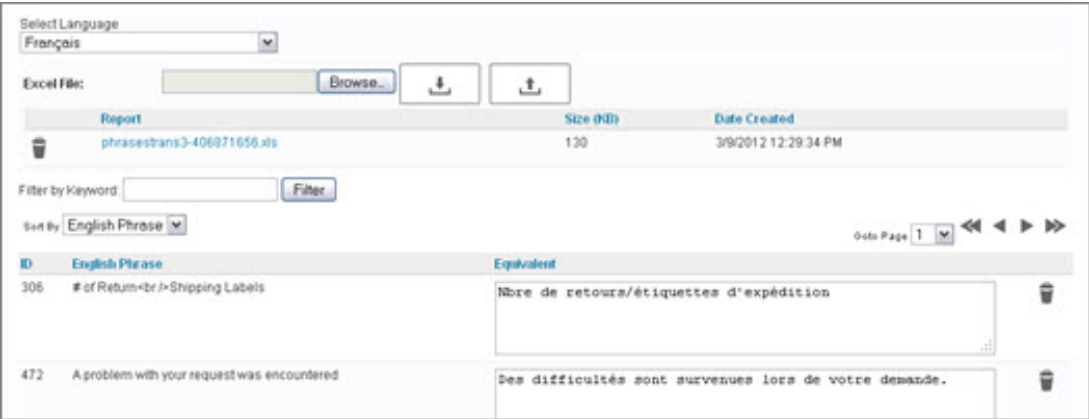 Select Language
Français
Excel File: Browse...
Report Size (KB) Date Created
phrasestrans3-406871656.xls 130 3/9/2012 12:29:34 PM
Filter by Keyword: Filter
Sort By English Phrase
Goto Page 1
ID English Phrase Equivalent
306 # of Return<br />Shipping Labels Nbre de retours/étiquettes d'expédition
472 A problem with your request was encountered Des difficultés sont survenues lors de votre demande.